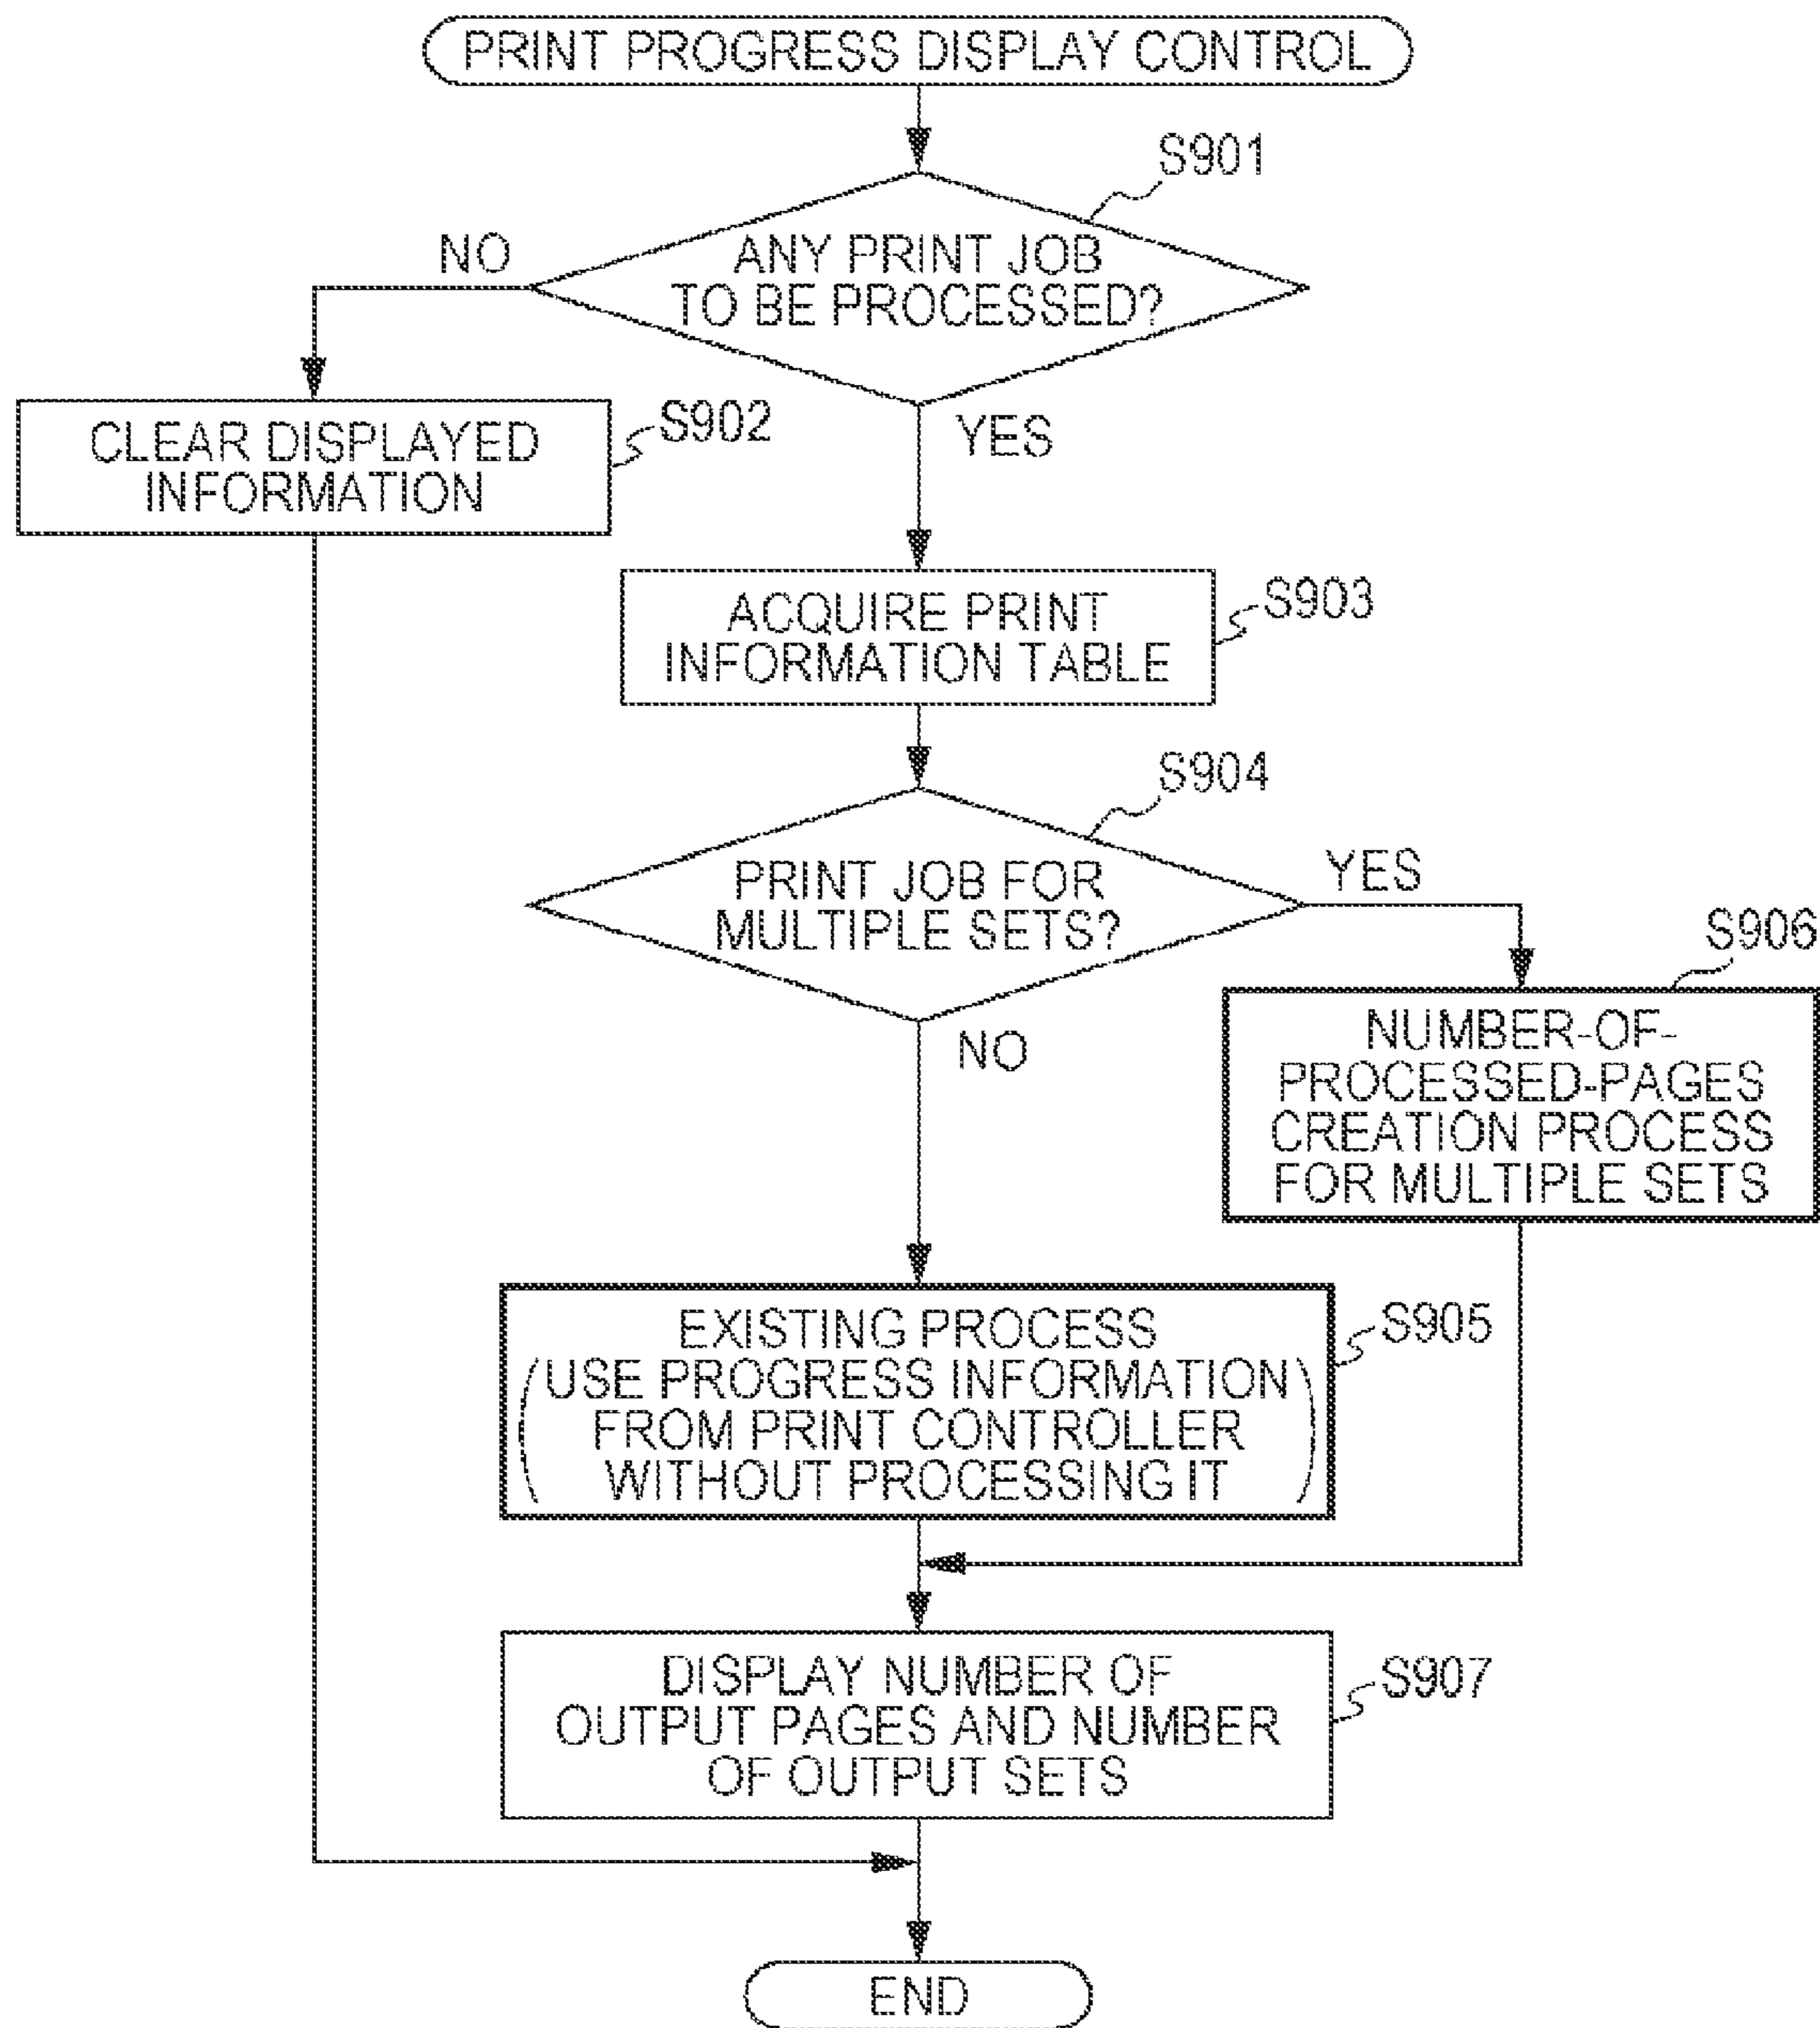 PRINT PROGRESS DISPLAY CONTROL
S901
NO
ANY PRINT JOB
TO BE PROCESSED?
YES
S902
CLEAR DISPLAYED
INFORMATION
S903
ACQUIRE PRINT
INFORMATION TABLE
S904
PRINT JOB FOR
MULTIPLE SETS?
YES
NO
S906
NUMBER-OF-
PROCESSED-PAGES
CREATION PROCESS
FOR MULTIPLE SETS
S905
EXISTING PROCESS
(USE PROGRESS INFORMATION
FROM PRINT CONTROLLER
WITHOUT PROCESSING IT)
S907
DISPLAY NUMBER OF
OUTPUT PAGES AND NUMBER
OF OUTPUT SETS
END